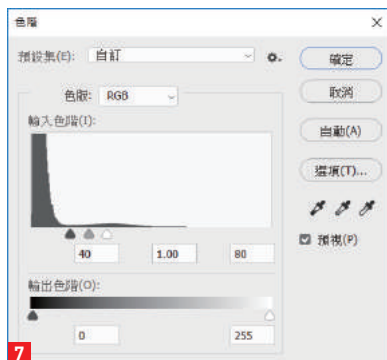 色階
預設集(E): 自訂
確定
色版: RGB
取消
輸入色階(I):
自動(A)
選項(T)...
預視(P)
40 1.00 80
輸出色階(O):
0 255
7